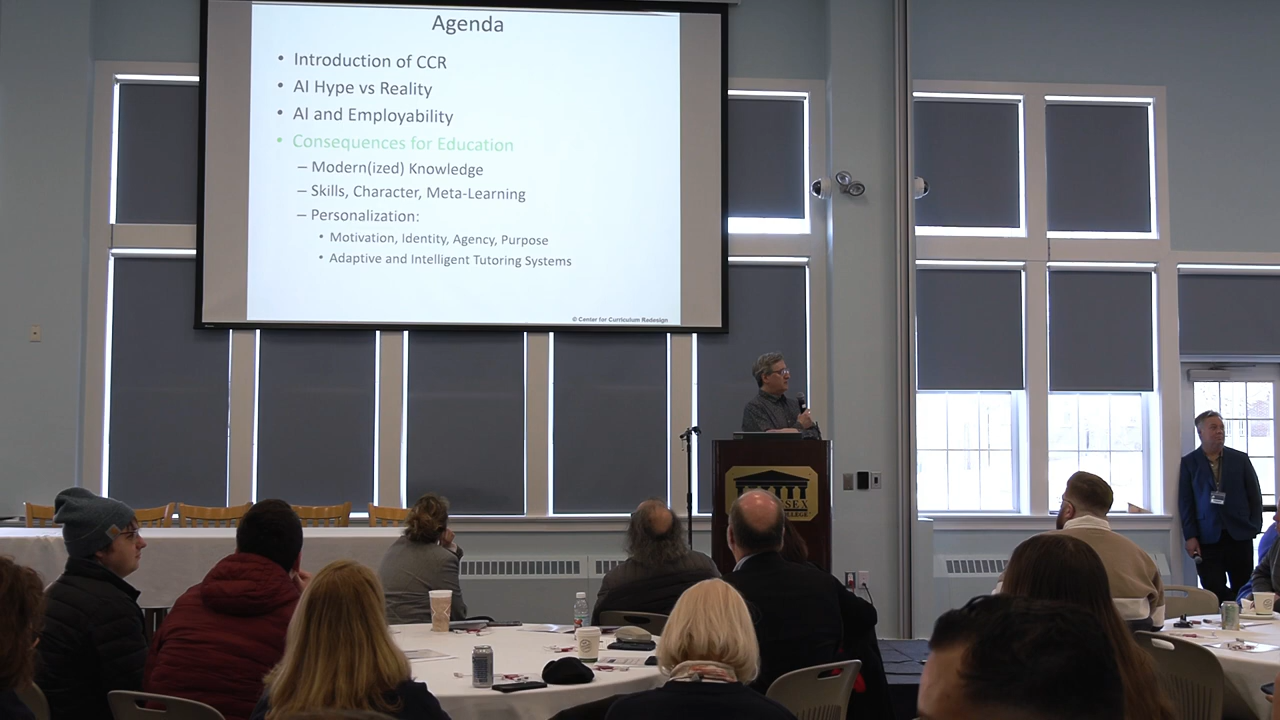 Agenda
• Introduction of CCR
• AI Hype vs Reality
• AI and Employability
• Consequences for Education
– Modern(ized) Knowledge
– Skills, Character, Meta-Learning
– Personalization:
• Motivation, Identity, Agency, Purpose
• Adaptive and Intelligent Tutoring Systems
© Center for Curriculum Redesign